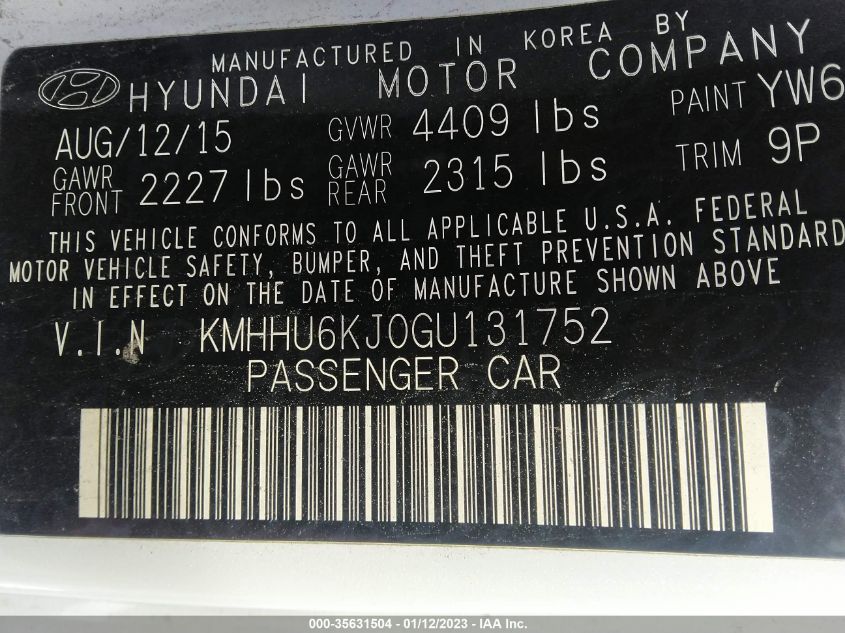 MANUFACTURED IN KOREA BY
HYUNDAI MOTOR COMPANY
AUG/12/15 GVWR 4409 lbs PAINT YW6
GAWR FRONT 2227 lbs GAWR REAR 2315 lbs TRIM 9P
THIS VEHICLE CONFORMS TO ALL APPLICABLE U.S.A. FEDERAL
MOTOR VEHICLE SAFETY, BUMPER, AND THEFT PREVENTION STANDARD
IN EFFECT ON THE DATE OF MANUFACTURE SHOWN ABOVE
V.I.N KMHHU6KJ0GU131752
PASSENGER CAR
000-35631504 - 01/12/2023 - IAA Inc.